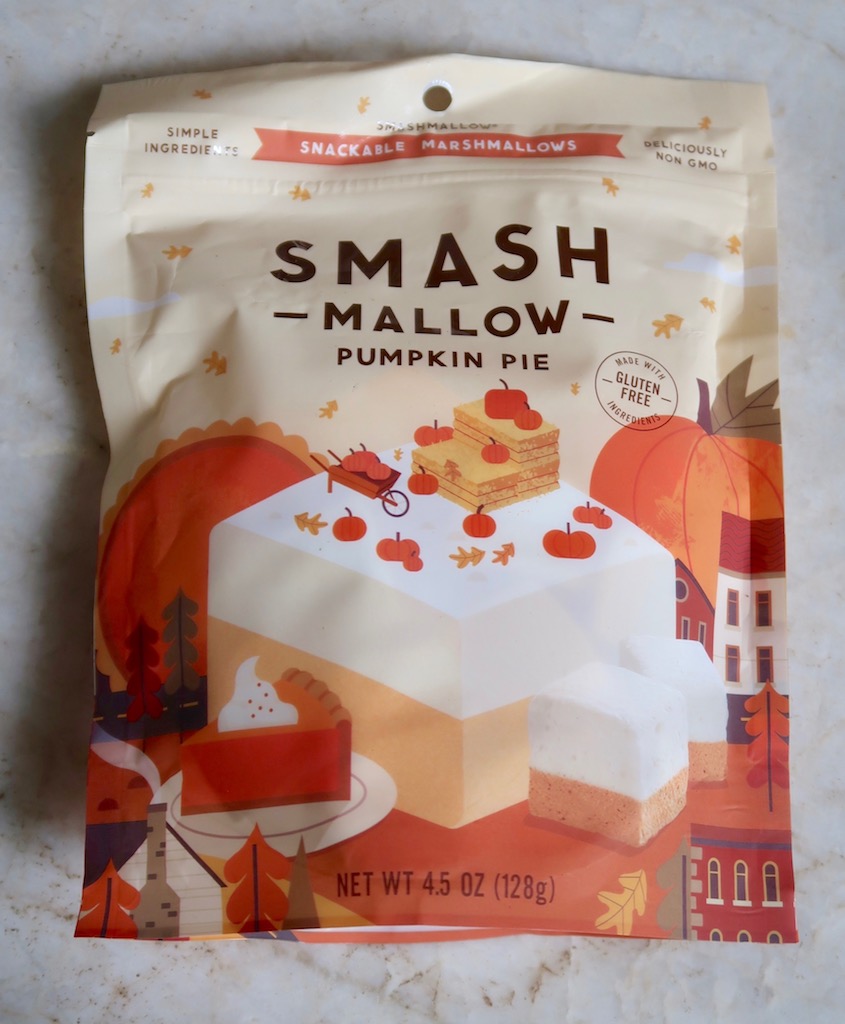 SMASHMALLOW
SIMPLE
INGREDIENTS
SNACKABLE MARSHMALLOWS
DELICIOUSLY
NON GMO
SMASH
MALLOW
PUMPKIN PIE
MADE WITH
GLUTEN
FREE
INGREDIENTS
NET WT 4.5 OZ (128g)